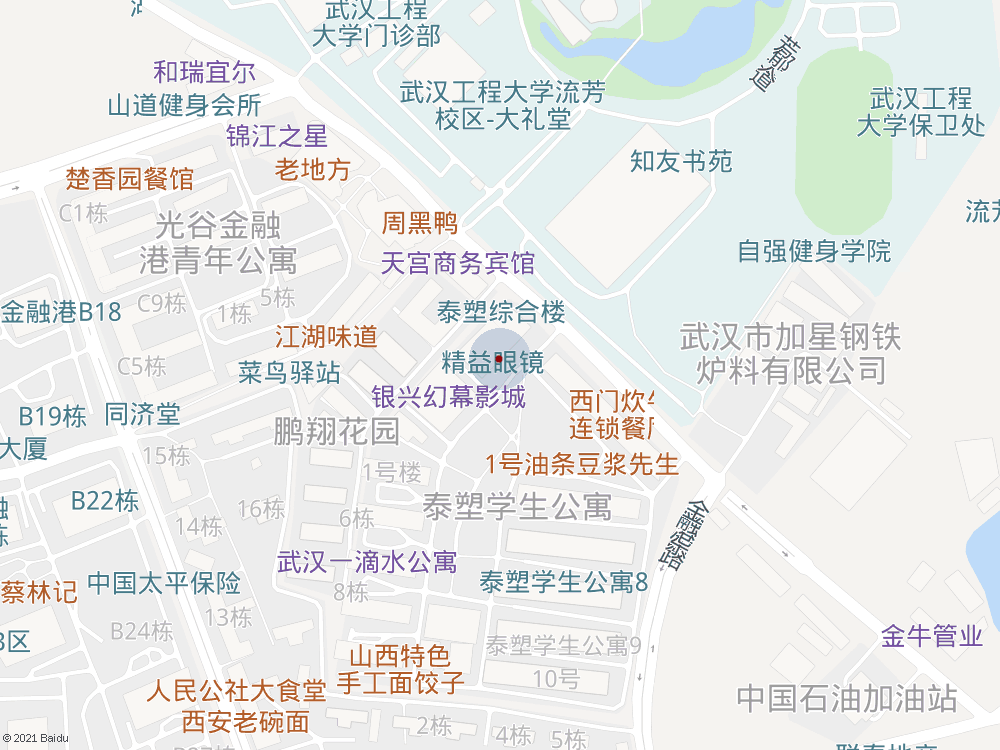 武汉工程
大学门诊部
芳郁道
和瑞宜尔
山道健身会所
武汉工程大学流芳
校区-大礼堂
武汉工程
大学保卫处
锦江之星
老地方
知友书苑
楚香园餐馆
C1栋
光谷金融
港青年公寓
周黑鸭
流芳
自强健身学院
天宫商务宾馆
C9栋
5栋
金融港B18
泰塑综合楼
江湖味道
武汉市加星钢铁
炉料有限公司
C5栋
菜鸟驿站
精益眼镜
银兴幻幕影城
B19栋
同济堂
鹏翔花园
西门炊
连锁餐
大厦
15栋
1号楼
1号油条豆浆先生
B22栋
16栋
泰塑学生公寓
14栋
6栋
武汉一滴水公寓
中国太平保险
蔡林记
8栋
泰塑学生公寓8
13栋
B24栋
泰塑学生公寓9
金牛管业
山西特色
手工面饺子
10号
人民公社大食堂
西安老碗面
中国石油加油站
2栋
4栋
5栋
© 2021 Baidu